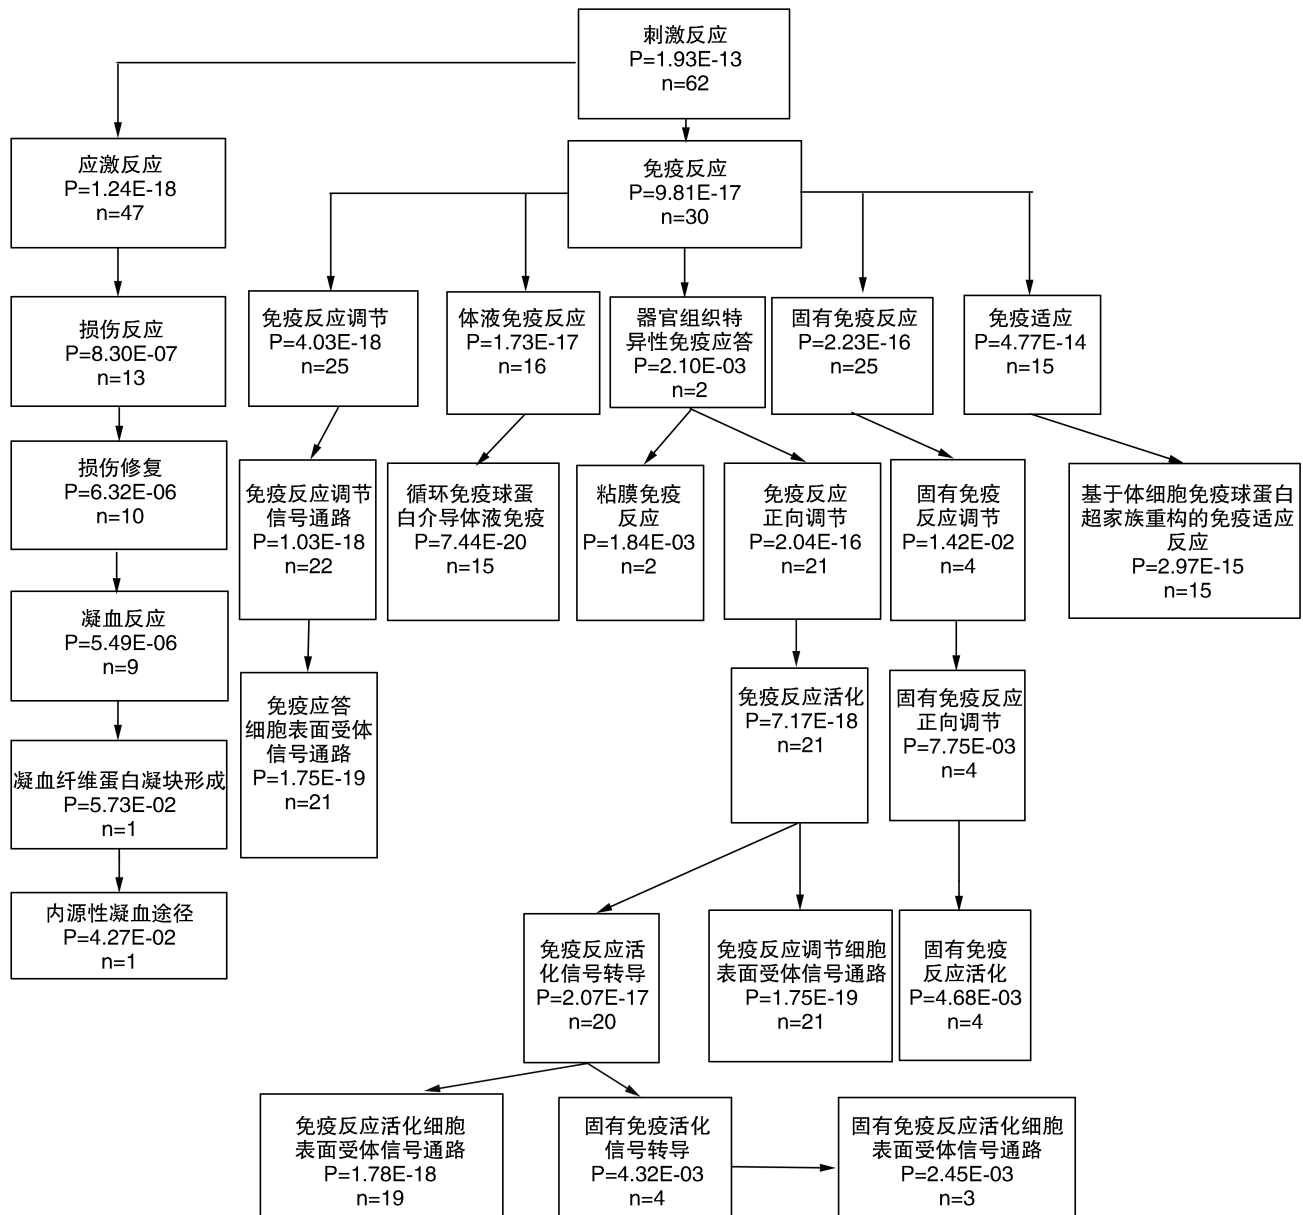 刺激反应
P=1.93E-13
n=62
应激反应
P=1.24E-18
n=47
免疫反应
P=9.81E-17
n=30
损伤反应
P=8.30E-07
n=13
免疫反应调节
P=4.03E-18
n=25
体液免疫反应
P=1.73E-17
n=16
器官组织特
异性免疫应答
P=2.10E-03
n=2
固有免疫反应
P=2.23E-16
n=25
免疫适应
P=4.77E-14
n=15
损伤修复
P=6.32E-06
n=10
免疫反应调节
信号通路
P=1.03E-18
n=22
循环免疫球蛋
白介导体液免疫
P=7.44E-20
n=15
粘膜免疫
反应
P=1.84E-03
n=2
免疫反应
正向调节
P=2.04E-16
n=21
固有免疫
反应调节
P=1.42E-02
n=4
基于体细胞免疫球蛋白
超家族重构的免疫适应
反应
P=2.97E-15
n=15
凝血反应
P=5.49E-06
n=9
免疫应答
细胞表面受体
信号通路
P=1.75E-19
n=21
免疫反应活化
P=7.17E-18
n=21
固有免疫反应
正向调节
P=7.75E-03
n=4
凝血纤维蛋白凝块形成
P=5.73E-02
n=1
内源性凝血途径
P=4.27E-02
n=1
免疫反应活
化信号转导
P=2.07E-17
n=20
免疫反应调节细胞
表面受体信号通路
P=1.75E-19
n=21
固有免疫
反应活化
P=4.68E-03
n=4
免疫反应活化细胞
表面受体信号通路
P=1.78E-18
n=19
固有免疫活化
信号转导
P=4.32E-03
n=4
固有免疫反应活化细胞
表面受体信号通路
P=2.45E-03
n=3